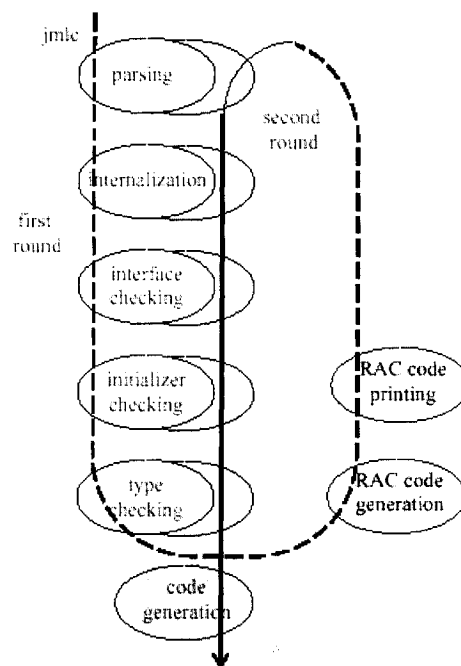 jmlc
parsing
second
round
internalization
first
round
interface
checking
initializer
checking
RAC code
printing
type
checking
RAC code
generation
code
generation